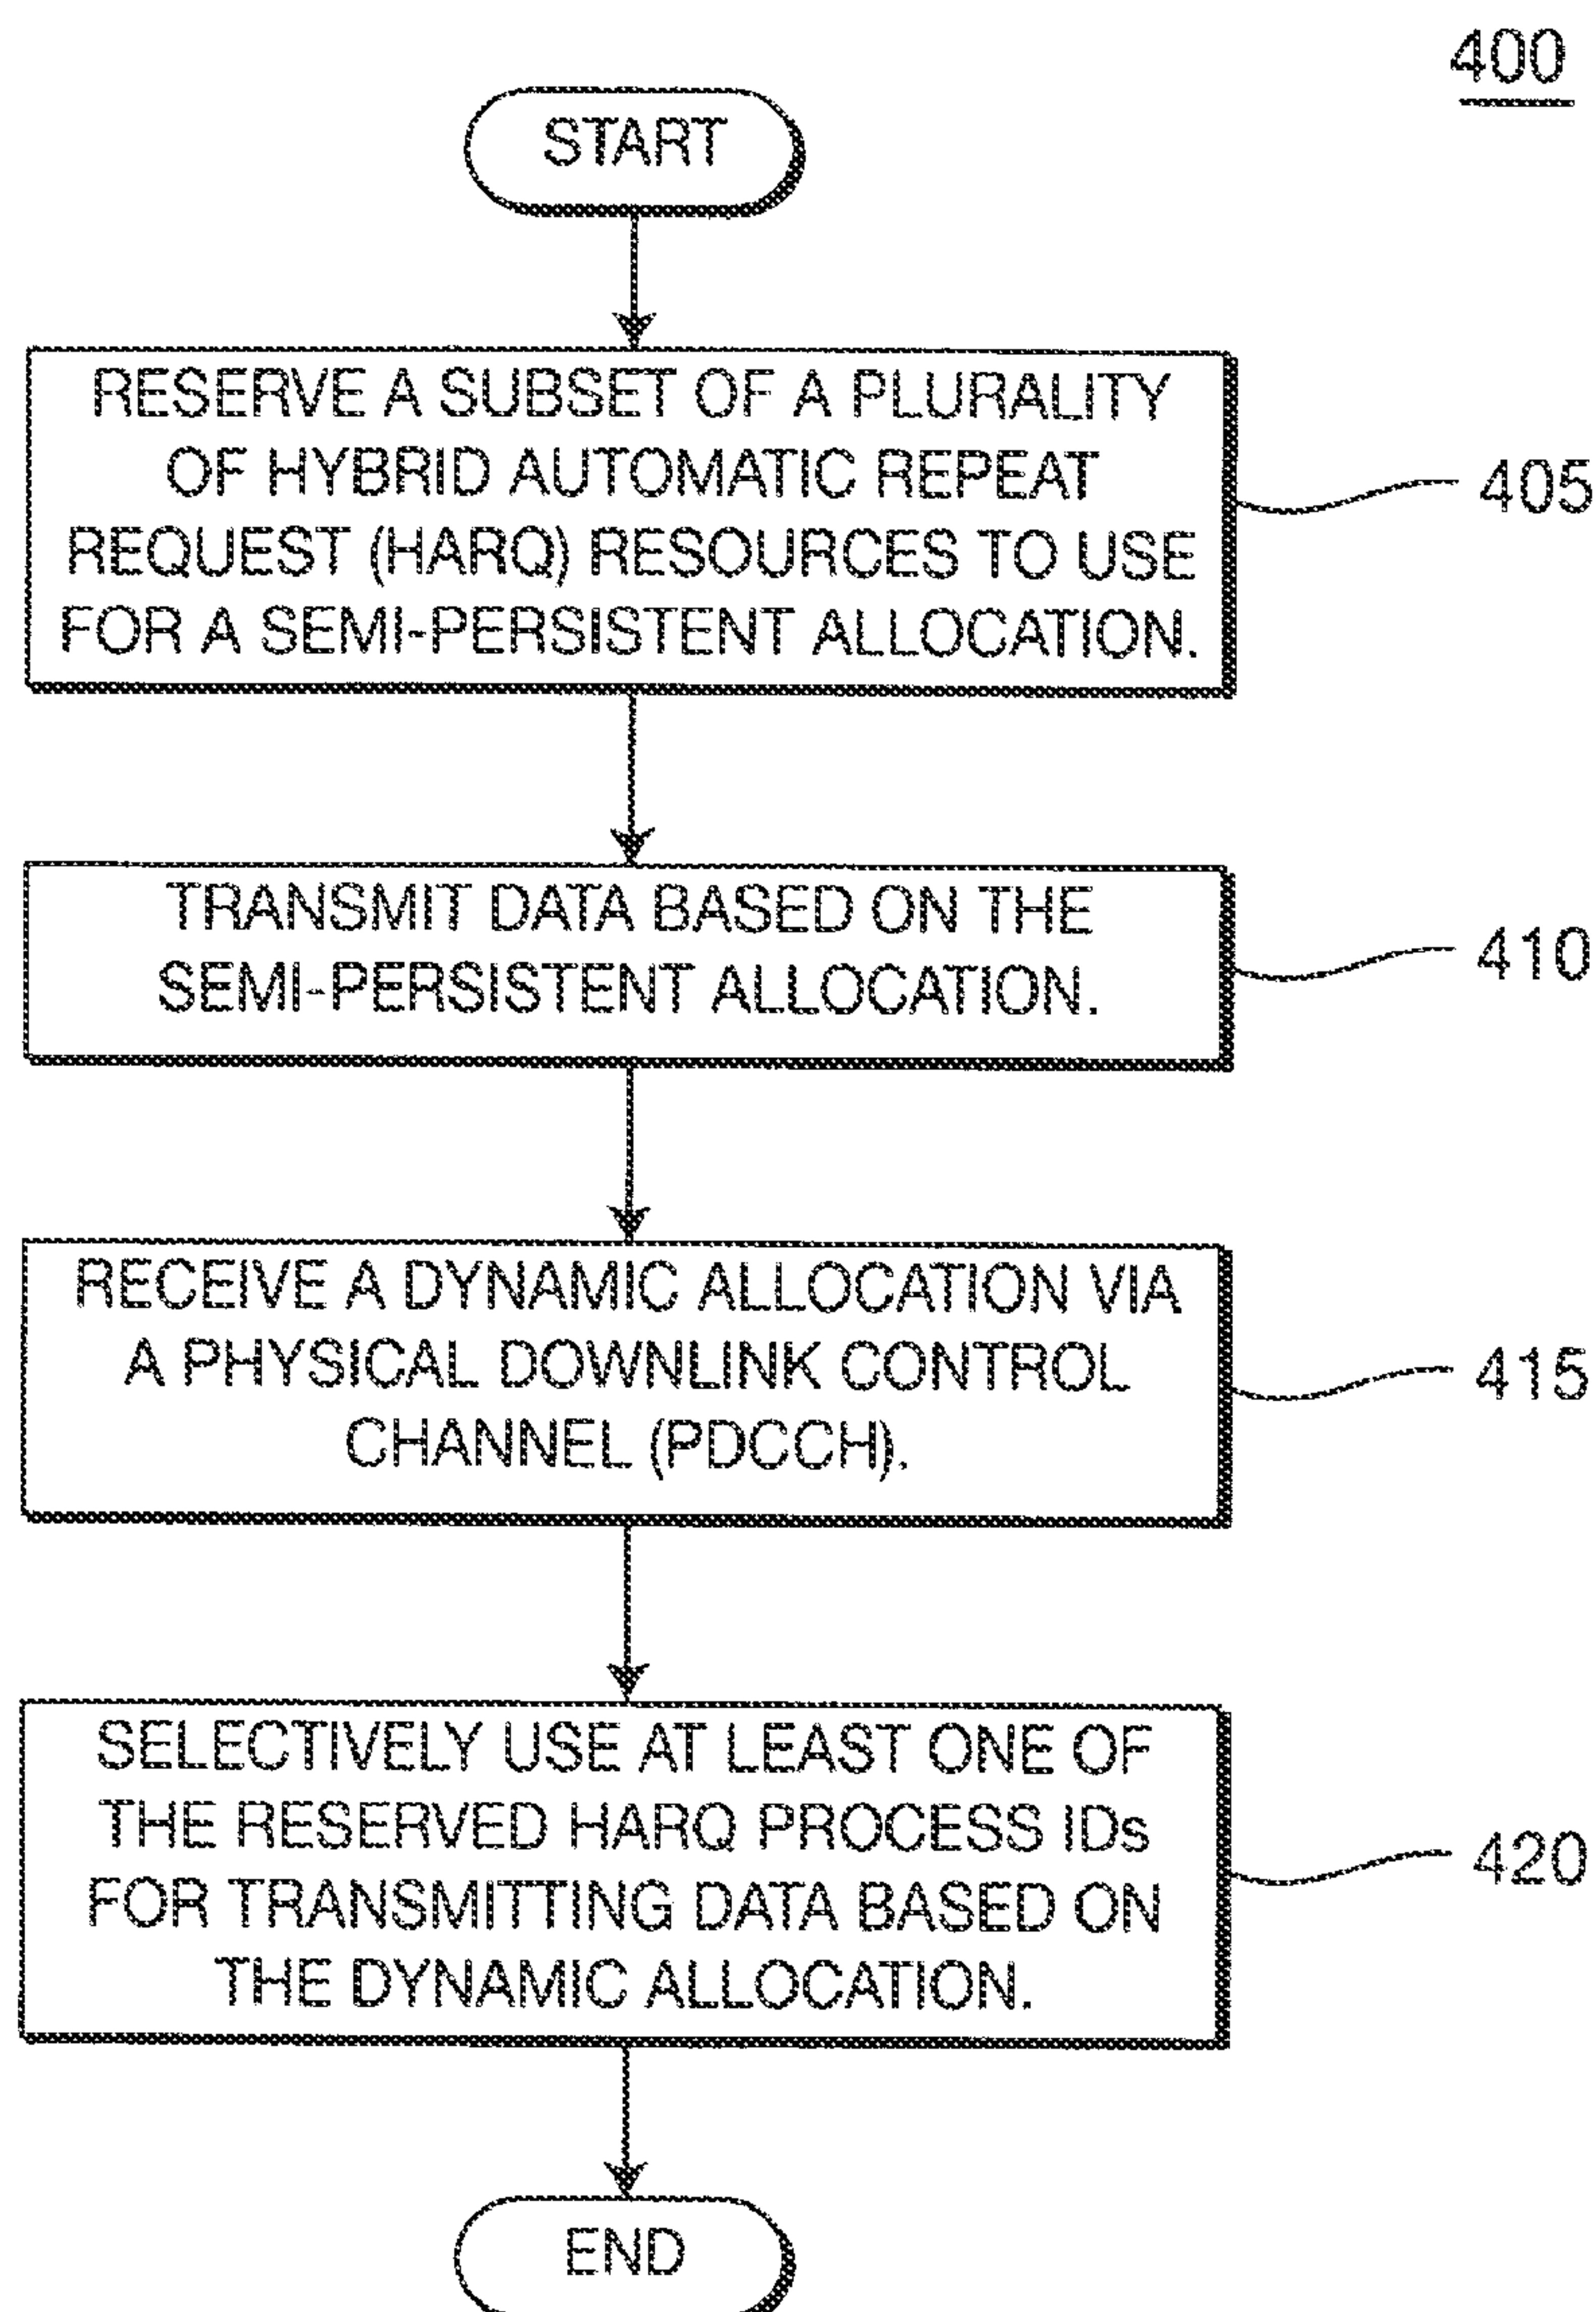 400
START
RESERVE A SUBSET OF A PLURALITY
OF HYBRID AUTOMATIC REPEAT
REQUEST (HARQ) RESOURCES TO USE
FOR A SEMI-PERSISTENT ALLOCATION.
405
TRANSMIT DATA BASED ON THE
SEMI-PERSISTENT ALLOCATION.
410
RECEIVE A DYNAMIC ALLOCATION VIA
A PHYSICAL DOWNLINK CONTROL
CHANNEL (PDCCH).
415
SELECTIVELY USE AT LEAST ONE OF
THE RESERVED HARQ PROCESS IDs
FOR TRANSMITTING DATA BASED ON
THE DYNAMIC ALLOCATION.
420
END